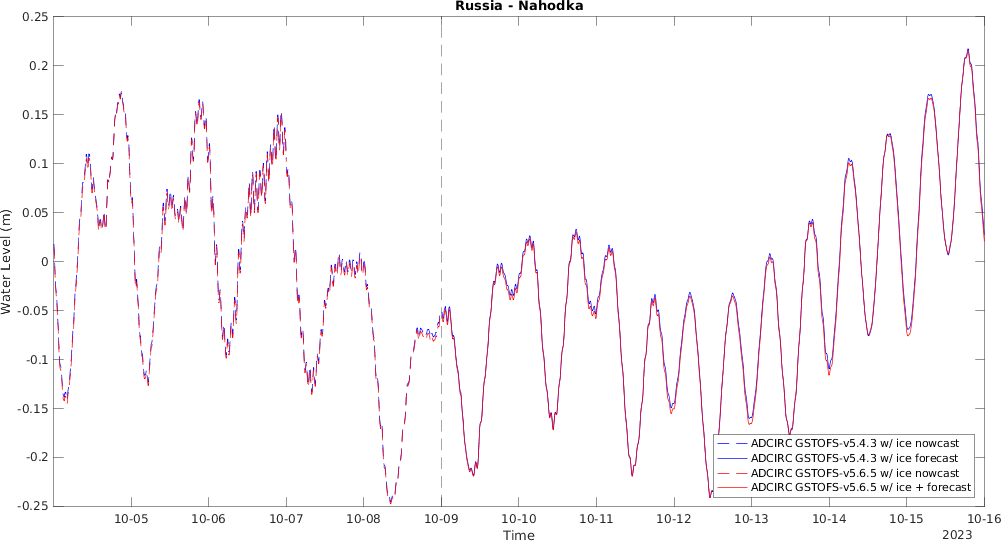 Russia - Nahodka
0.25
0.2
0.15
0.1
0.05
0
-0.05
-0.1
-0.15
-0.2
-0.25
Water Level (m)
ADCIRC GSTOFS-v5.4.3 w/ ice nowcast
ADCIRC GSTOFS-v5.4.3 w/ ice forecast
ADCIRC GSTOFS-v5.6.5 w/ ice nowcast
ADCIRC GSTOFS-v5.6.5 w/ ice + forecast
10-05 10-06 10-07 10-08 10-09 10-10 10-11 10-12 10-13 10-14 10-15 10-16
Time
2023